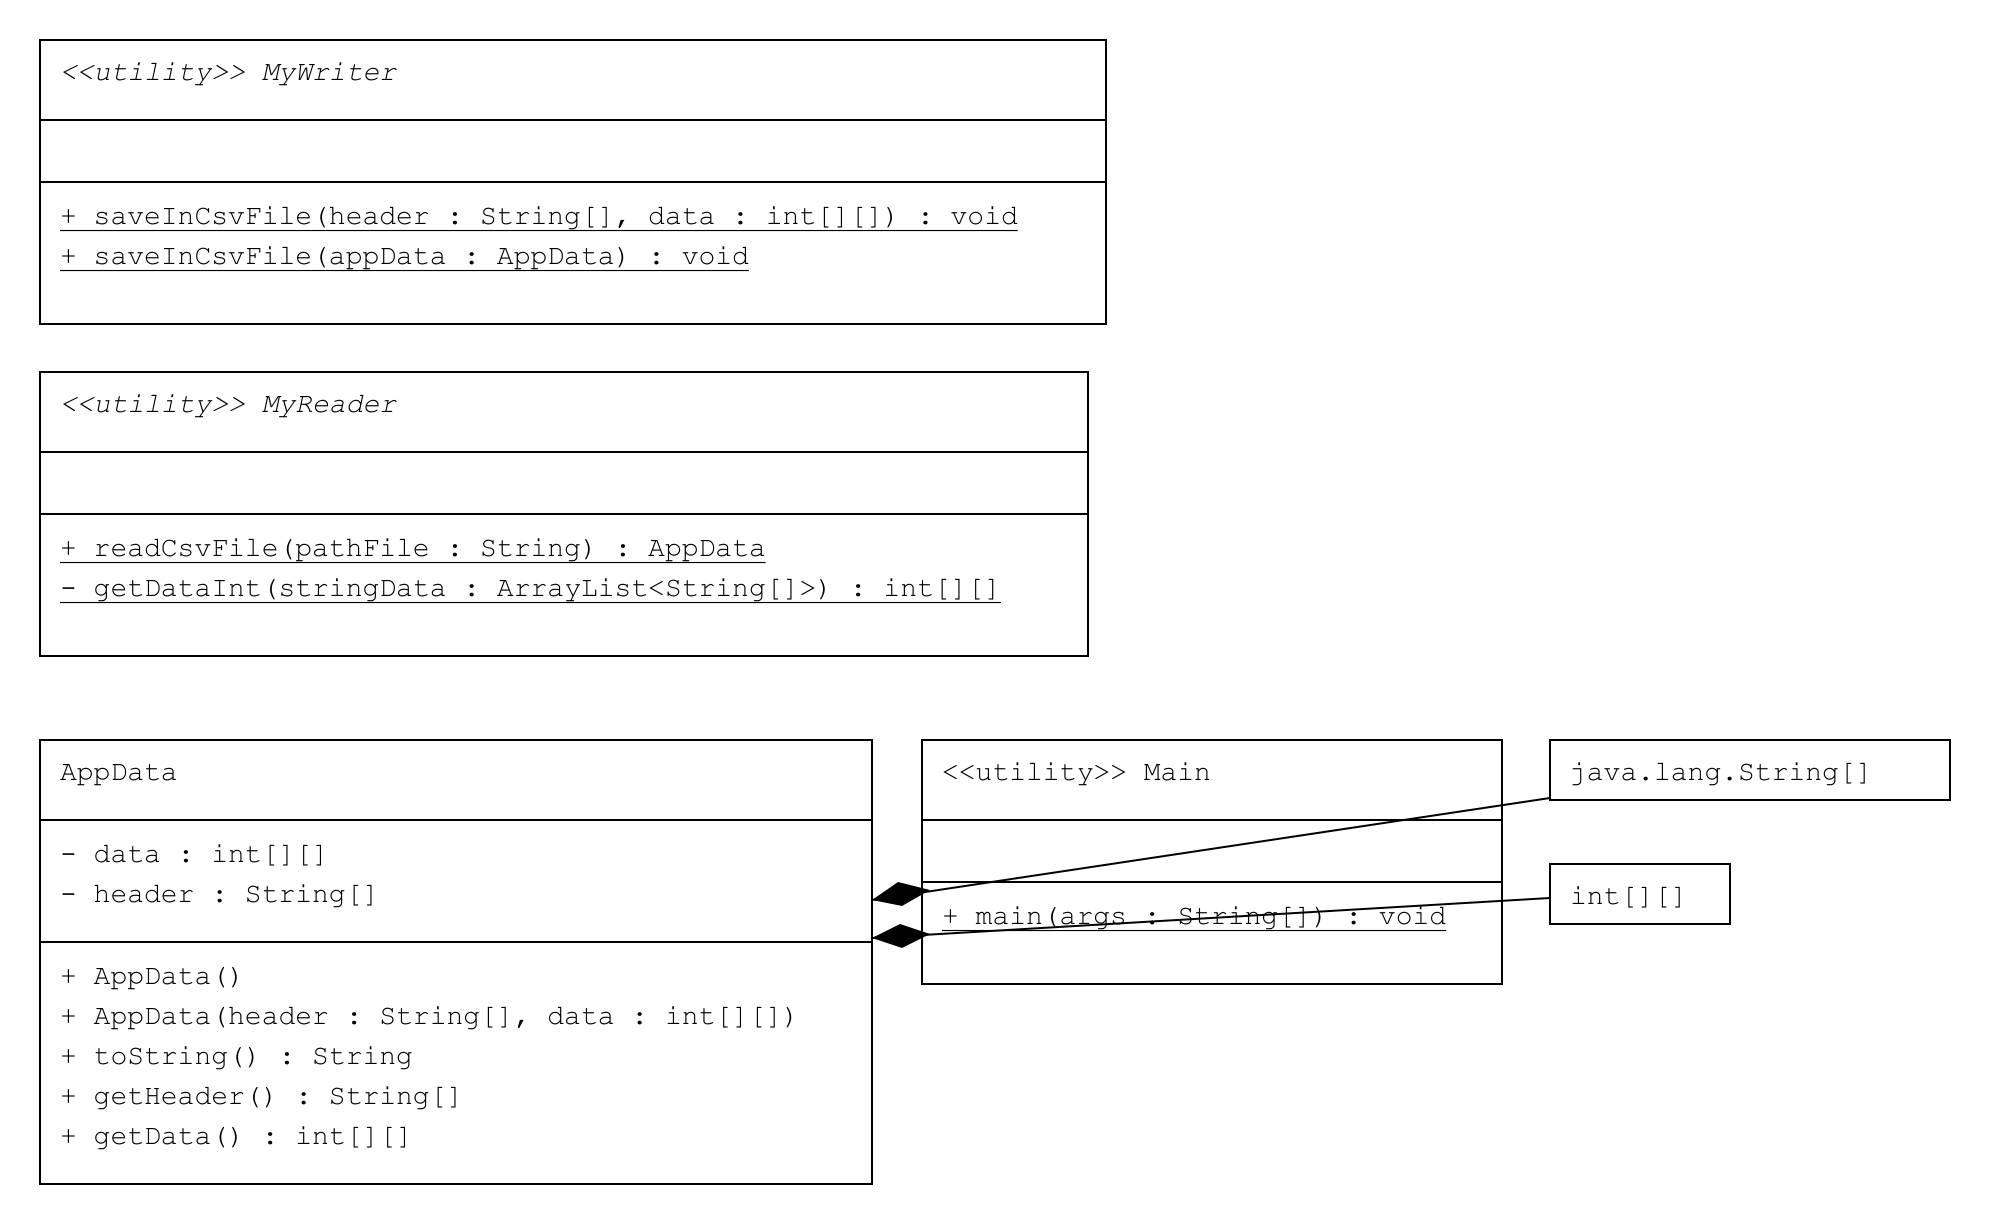 <<utility>> MyWriter
+ saveInCsvFile(header : String[], data : int[][]) : void
+ saveInCsvFile(appData : AppData) : void
<<utility>> MyReader
+ readCsvFile(pathFile : String) : AppData
- getDataInt(stringData : ArrayList<String[]>) : int[][]
AppData
- data : int[][]
- header : String[]
+ AppData()
+ AppData(header : String[], data : int[][])
+ toString() : String
+ getHeader() : String[]
+ getData() : int[][]
<<utility>> Main
+ main(args : String[]) : void
java.lang.String[]
int[][]